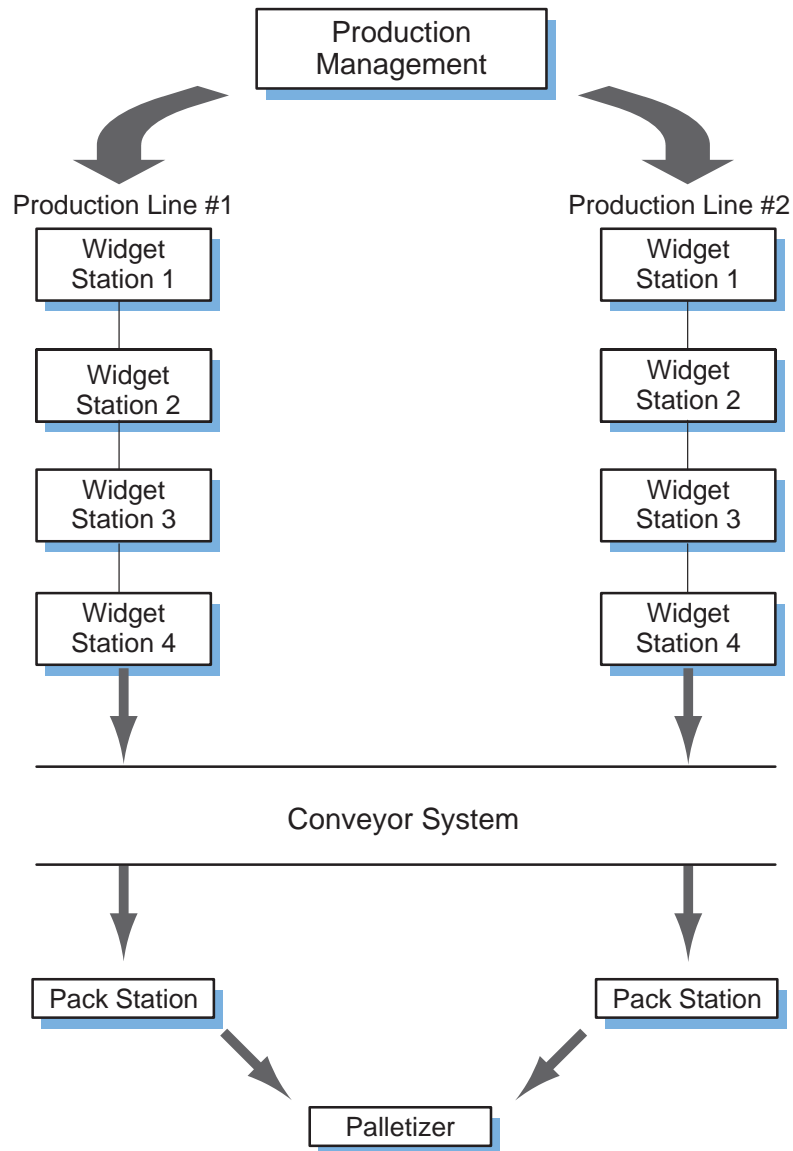 Production
Management
Production Line #1
Production Line #2
Widget
Station 1
Widget
Station 1
Widget
Station 2
Widget
Station 2
Widget
Station 3
Widget
Station 3
Widget
Station 4
Widget
Station 4
Conveyor System
Pack Station
Pack Station
Palletizer